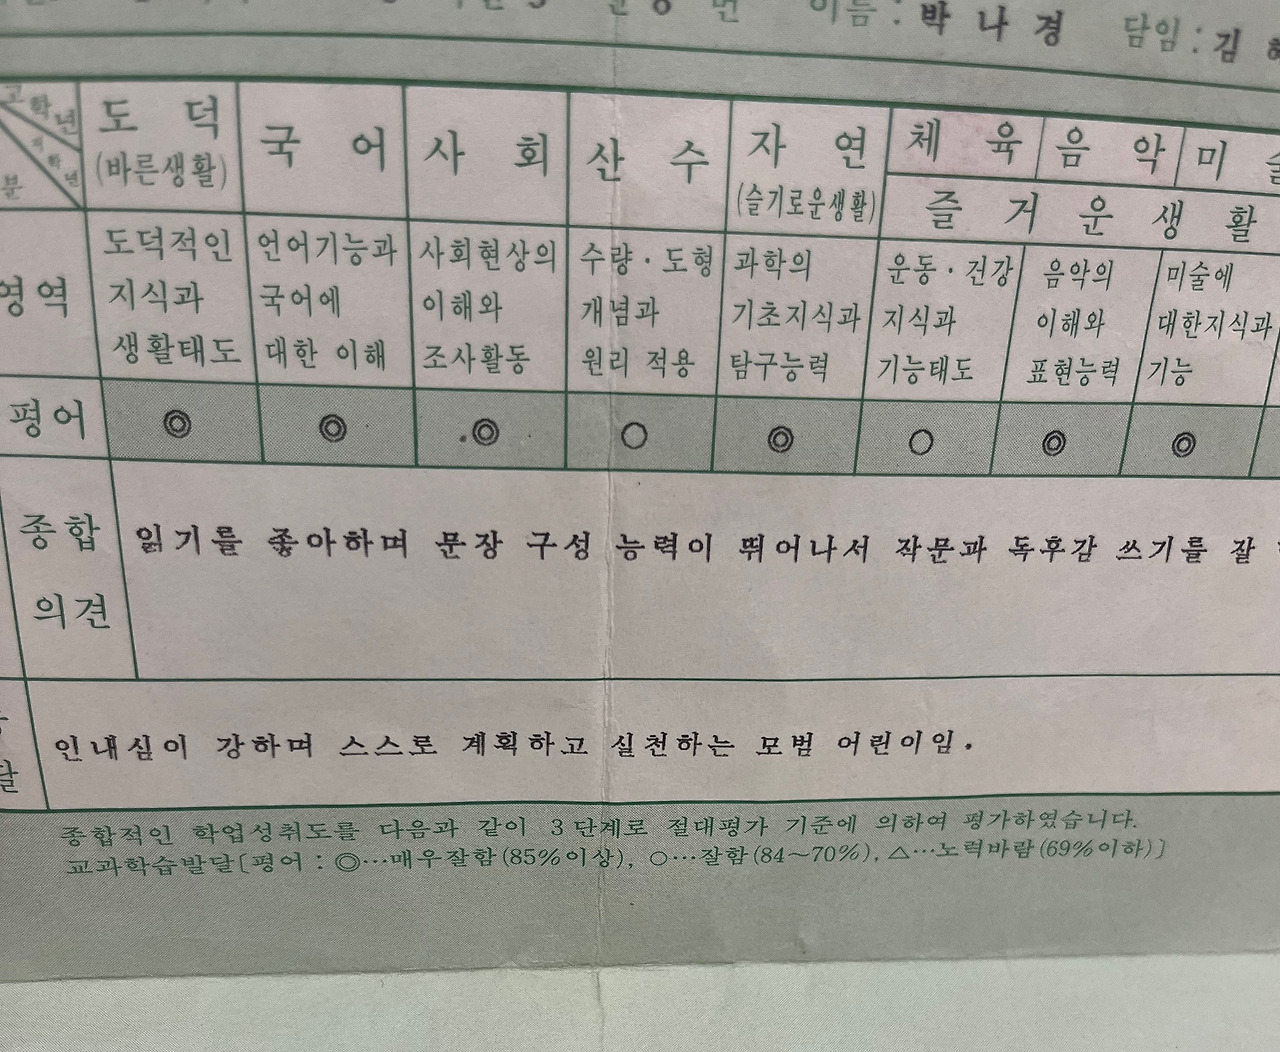 이름 : 박 나 경 담임 : 김
고학년 도 덕 국 어 사 회 산 수 자 연 체 육 음 악 미
저학년 (바른생활) (슬기로운생활) 즐 거 운 생 활
분
영역 도덕적인 언어기능과 사회현상의 수량·도형 과학의 운동·건강 음악의 미술에
지식과 국어에 이해와 개념과 기초지식과 지식과 이해와 대한지식과
생활태도 대한 이해 조사활동 원리 적용 탐구능력 기능태도 표현능력 기능
평어 ◎ ◎ ◎ ○ ◎ ○ ◎ ◎
종합 읽기를 좋아하며 문장 구성 능력이 뛰어나서 작문과 독후감 쓰기를 잘
의견
달 인내심이 강하며 스스로 계획하고 실천하는 모범 어린이임.
종합적인 학업성취도를 다음과 같이 3단계로 절대평가 기준에 의하여 평가하였습니다.
교과학습발달[평어 : ◎…매우잘함(85%이상), ○…잘함(84~70%), △…노력바람(69%이하)]